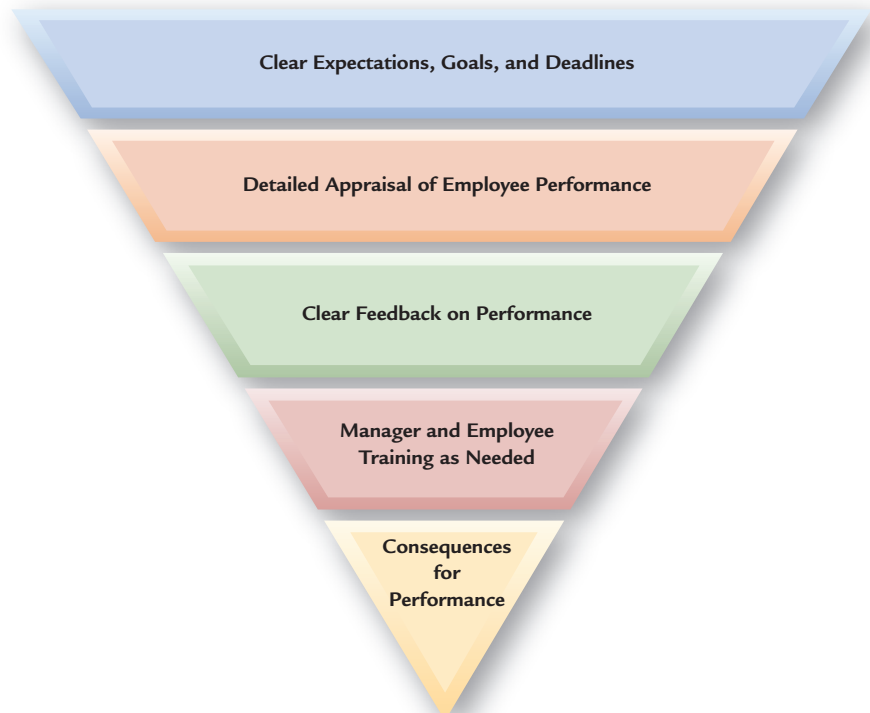 Clear Expectations, Goals, and Deadlines
Detailed Appraisal of Employee Performance
Clear Feedback on Performance
Manager and Employee
Training as Needed
Consequences
for
Performance